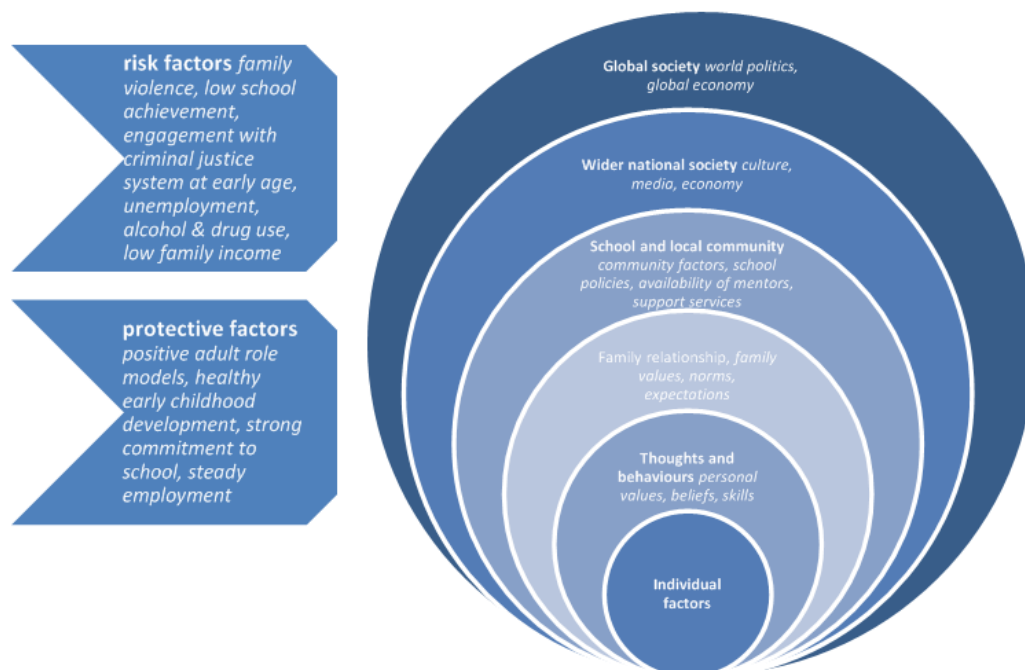 risk factors family
violence, low school
achievement,
engagement with
criminal justice
system at early age,
unemployment,
alcohol & drug use,
low family income
protective factors
positive adult role
models, healthy
early childhood
development, strong
commitment to
school, steady
employment
Global society world politics,
global economy
Wider national society culture,
media, economy
School and local community
community factors, school
policies, availability of mentors,
support services
Family relationship, family
values, norms,
expectations
Thoughts and
behaviours personal
values, beliefs, skills
Individual
factors